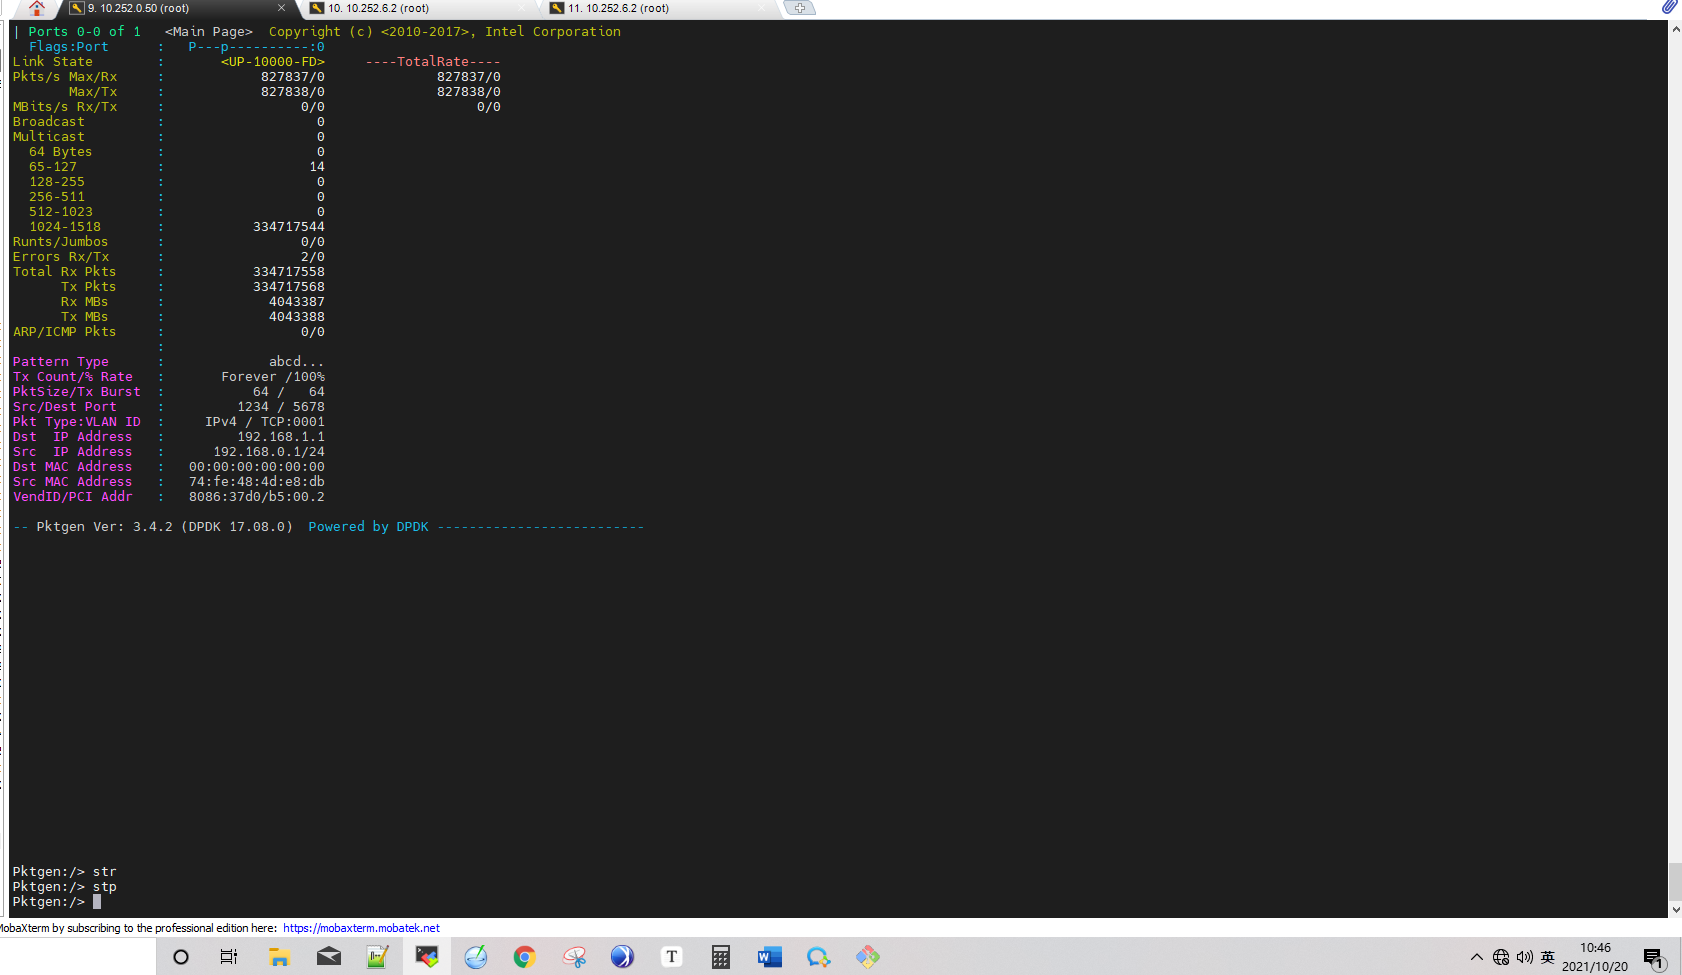 9. 10.252.0.50 (root)
10. 10.252.6.2 (root)
11. 10.252.6.2 (root)
| Ports 0-0 of 1   <Main Page>  Copyright (c) <2010-2017>, Intel Corporation
Flags:Port      :   P---p----------:0
Link State        :       <UP-10000-FD>     ----TotalRate----
Pkts/s Max/Rx     :            827837/0              827837/0
Max/Tx     :            827838/0              827838/0
MBits/s Rx/Tx     :                 0/0                   0/0
Broadcast         :                   0
Multicast         :                   0
64 Bytes        :                   0
65-127          :                  14
128-255         :                   0
256-511         :                   0
512-1023        :                   0
1024-1518       :           334717544
Runts/Jumbos      :                 0/0
Errors Rx/Tx      :                 2/0
Total Rx Pkts     :           334717558
Tx Pkts     :           334717568
Rx MBs      :             4043387
Tx MBs      :             4043388
ARP/ICMP Pkts     :                 0/0
:
Pattern Type      :             abcd...
Tx Count/% Rate   :       Forever /100%
PktSize/Tx Burst  :           64 /   64
Src/Dest Port     :         1234 / 5678
Pkt Type:VLAN ID  :     IPv4 / TCP:0001
Dst  IP Address   :         192.168.1.1
Src  IP Address   :      192.168.0.1/24
Dst MAC Address   :   00:00:00:00:00:00
Src MAC Address   :   74:fe:48:4d:e8:db
VendID/PCI Addr   :   8086:37d0/b5:00.2
-- Pktgen Ver: 3.4.2 (DPDK 17.08.0)  Powered by DPDK --------------------------
Pktgen:/> str
Pktgen:/> stp
Pktgen:/>
MobaXterm by subscribing to the professional edition here: https://mobaxterm.mobatek.net
T
W
英
10:46
2021/10/20
1